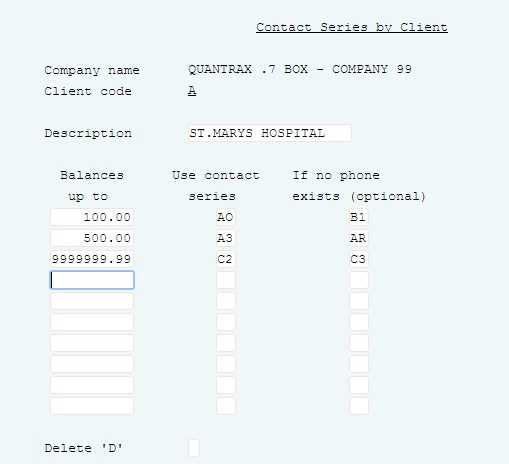 Contact Series by Client
Company name QUANTRAX .7 BOX - COMPANY 99
Client code A
Description ST.MARYS HOSPITAL
Balances Use contact If no phone
up to series exists (optional)
100.00 AO B1
500.00 A3 AR
9999999.99 C2 C3
Delete 'D'